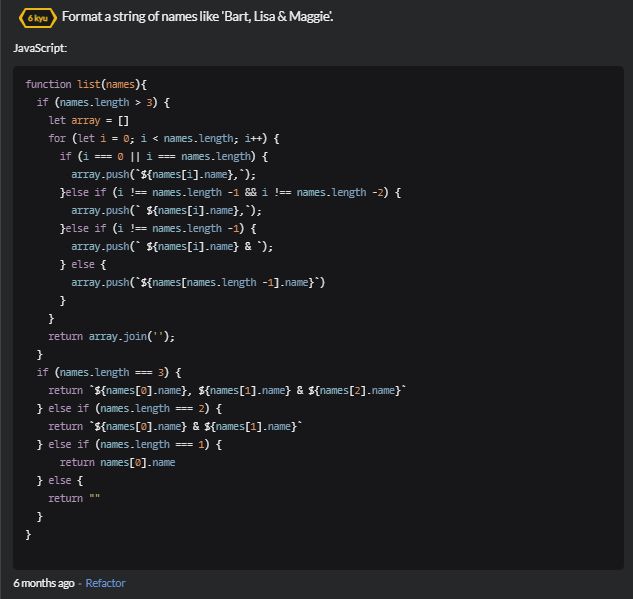 6 kyu Format a string of names like 'Bart, Lisa & Maggie'.
JavaScript:
function list(names){
  if (names.length > 3) {
    let array = []
    for (let i = 0; i < names.length; i++) {
      if (i === 0 || i === names.length) {
        array.push(`${names[i].name},`);
      }else if (i !== names.length -1 && i !== names.length -2) {
        array.push(` ${names[i].name},`);
      }else if (i !== names.length -1) {
        array.push(` ${names[i].name} & `);
      } else {
        array.push(`${names[names.length -1].name}`)
      }
    }
    return array.join('');
  }
  if (names.length === 3) {
    return `${names[0].name}, ${names[1].name} & ${names[2].name}`
  } else if (names.length === 2) {
    return `${names[0].name} & ${names[1].name}`
  } else if (names.length === 1) {
      return names[0].name
  } else {
    return ""
  }
}
6 months ago - Refactor